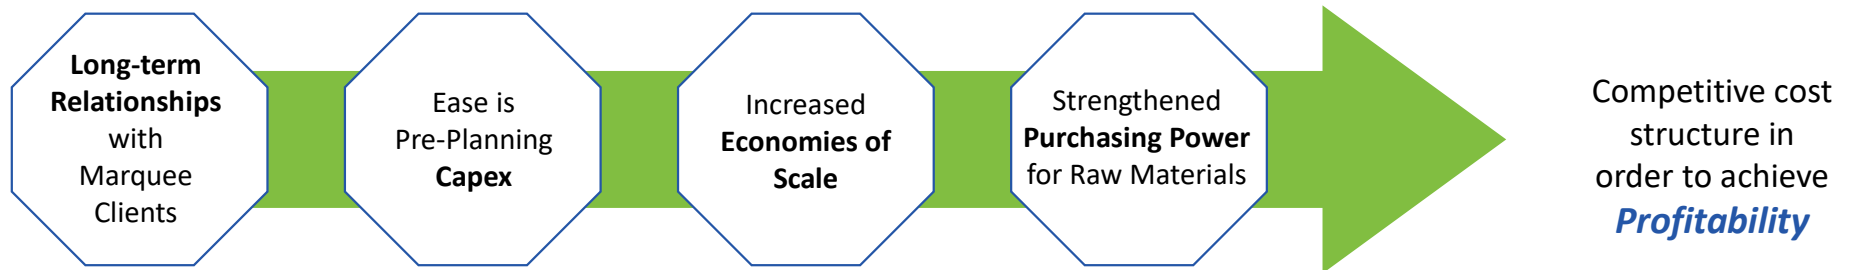 Long-term
Relationships
with
Marquee
Clients
Ease is
Pre-Planning
Capex
Increased
Economies of
Scale
Strengthened
Purchasing Power
for Raw Materials
Competitive cost
structure in
order to achieve
Profitability